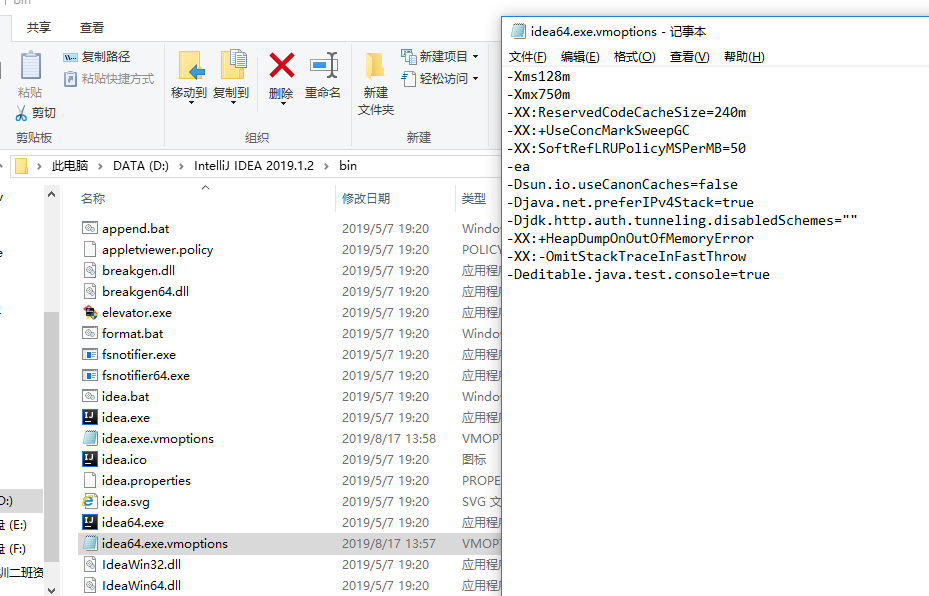 bin
共享 查看
复制路径
粘贴快捷方式
粘贴
剪切
剪贴板
移动到 复制到
删除 重命名
组织
新建
文件夹
新建项目
轻松访问
新建
此电脑 DATA (D:) IntelliJ IDEA 2019.1.2 bin
名称 修改日期 类型
append.bat 2019/5/7 19:20 Windo
appletviewer.policy 2019/5/7 19:20 POLICY
breakgen.dll 2019/5/7 19:20 应用程
breakgen64.dll 2019/5/7 19:20 应用程
elevator.exe 2019/5/7 19:20 应用程
format.bat 2019/5/7 19:20 Windo
fsnotifier.exe 2019/5/7 19:20 应用程
fsnotifier64.exe 2019/5/7 19:20 应用程
idea.bat 2019/5/7 19:20 Windo
idea.exe 2019/5/7 19:20 应用程
idea.exe.vmoptions 2019/8/17 13:58 VMOPT
idea.ico 2019/5/7 19:20 图标
idea.properties 2019/5/7 19:20 PROPE
idea.svg 2019/5/7 19:20 SVG 文
idea64.exe 2019/5/7 19:20 应用程
idea64.exe.vmoptions 2019/8/17 13:57 VMOPT
IdeaWin32.dll 2019/5/7 19:20 应用程
IdeaWin64.dll 2019/5/7 19:20 应用程
D:)
(E:)
(F:)
训二班资
idea64.exe.vmoptions - 记事本
文件(F) 编辑(E) 格式(O) 查看(V) 帮助(H)
-Xms128m
-Xmx750m
-XX:ReservedCodeCacheSize=240m
-XX:+UseConcMarkSweepGC
-XX:SoftRefLRUPolicyMSPerMB=50
-ea
-Dsun.io.useCanonCaches=false
-Djava.net.preferIPv4Stack=true
-Djdk.http.auth.tunneling.disabledSchemes=""
-XX:+HeapDumpOnOutOfMemoryError
-XX:-OmitStackTraceInFastThrow
-Deditable.java.test.console=true